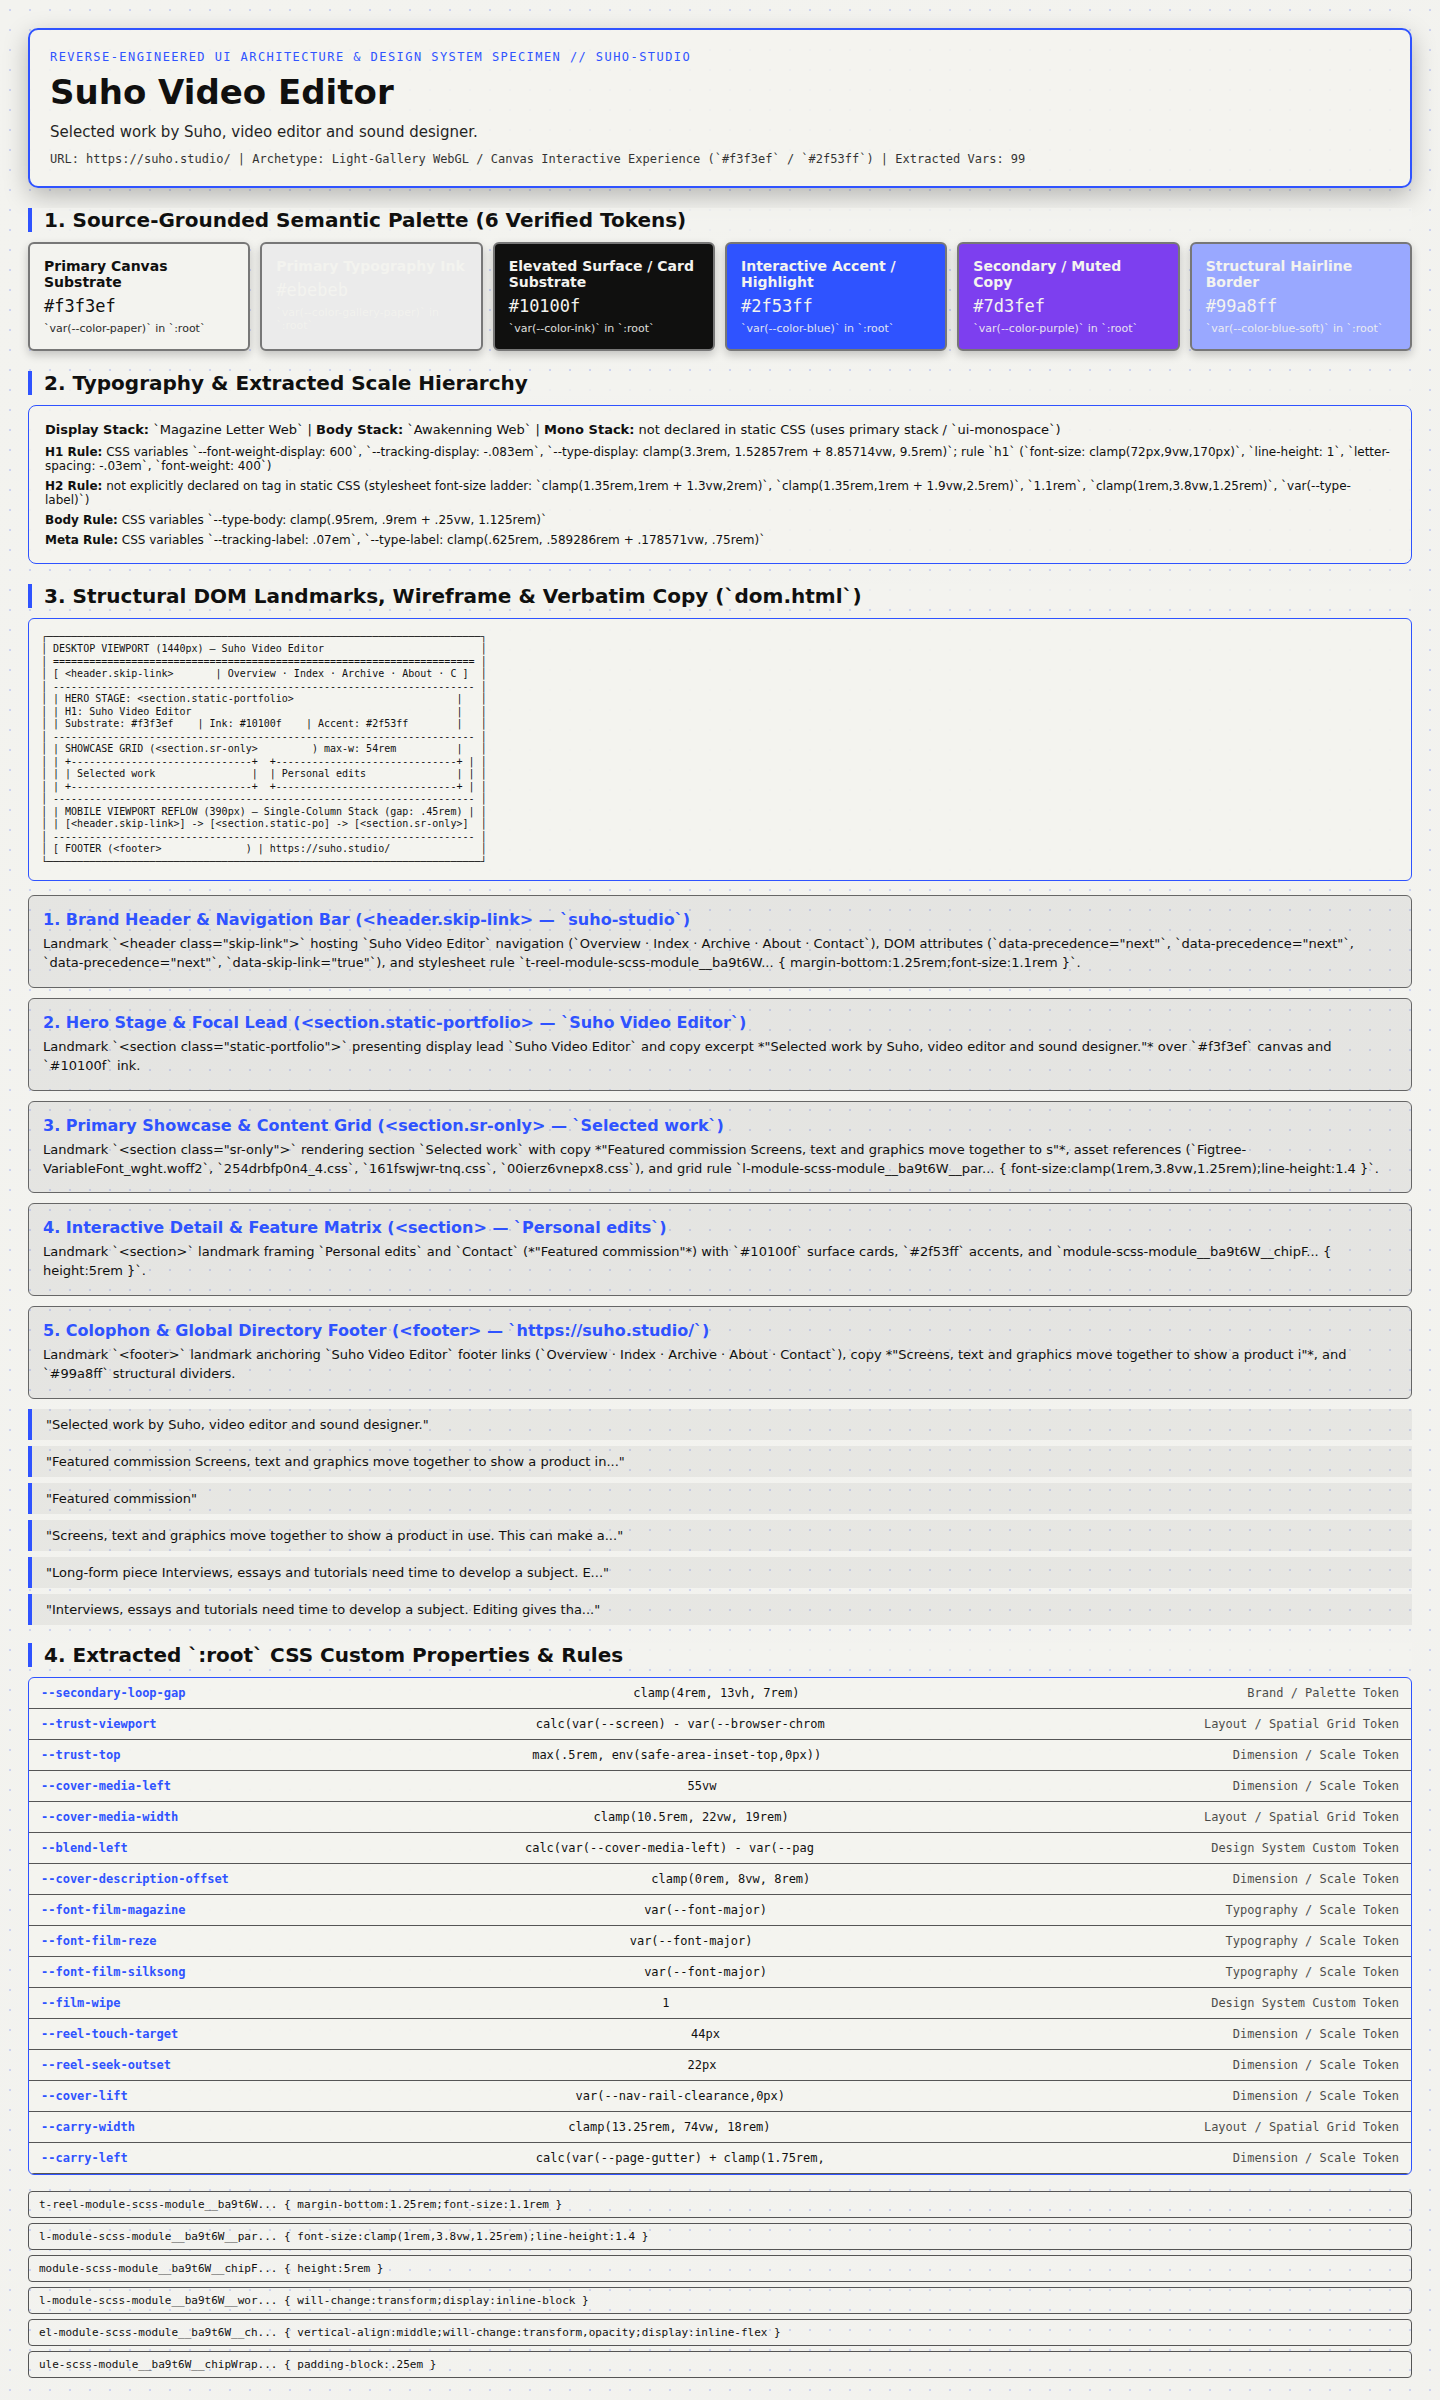 REVERSE-ENGINEERED UI ARCHITECTURE & DESIGN SYSTEM SPECIMEN // SUHO-STUDIO
Suho Video Editor
Selected work by Suho, video editor and sound designer.
URL: https://suho.studio/ | Archetype: Light-Gallery WebGL / Canvas Interactive Experience (`#f3f3ef` / `#2f53ff`) | Extracted Vars: 99
1. Source-Grounded Semantic Palette (6 Verified Tokens)
Primary Canvas
Substrate
#f3f3ef
`var(--color-paper)` in `:root`
Primary Typography Ink
#ebebeb
Elevated Surface / Card
Substrate
#10100f
`var(--color-ink)` in `:root`
Interactive Accent /
Highlight
#2f53ff
`var(--color-blue)` in `:root`
Secondary / Muted
Copy
#7d3fef
`var(--color-purple)` in `:root`
Structural Hairline
Border
#99a8ff
`var(--color-blue-soft)` in `:root`
2. Typography & Extracted Scale Hierarchy
Display Stack: `Magazine Letter Web` | Body Stack: `Awakenning Web` | Mono Stack: not declared in static CSS (uses primary stack / `ui-monospace`)
H1 Rule: CSS variables `--font-weight-display: 600`, `--tracking-display: -.083em`, `--type-display: clamp(3.3rem, 1.52857rem + 8.85714vw, 9.5rem)`; rule `h1` (`font-size: clamp(72px,9vw,170px)`, `line-height: 1`, `letter-
spacing: -.03em`, `font-weight: 400`)
H2 Rule: not explicitly declared on tag in static CSS (stylesheet font-size ladder: `clamp(1.35rem,1rem + 1.3vw,2rem)`, `clamp(1.35rem,1rem + 1.9vw,2.5rem)`, `1.1rem`, `clamp(1rem,3.8vw,1.25rem)`, `var(--type-
label)`)
Body Rule: CSS variables `--type-body: clamp(.95rem, .9rem + .25vw, 1.125rem)`
Meta Rule: CSS variables `--tracking-label: .07em`, `--type-label: clamp(.625rem, .589286rem + .178571vw, .75rem)`
3. Structural DOM Landmarks, Wireframe & Verbatim Copy (`dom.html`)
DESKTOP VIEWPORT (1440px) — Suho Video Editor
======================================================================
[ <header.skip-link>       | Overview · Index · Archive · About · C ]
----------------------------------------------------------------------
| HERO STAGE: <section.static-portfolio>                           |
| H1: Suho Video Editor                                            |
| Substrate: #f3f3ef    | Ink: #10100f    | Accent: #2f53ff        |
----------------------------------------------------------------------
| SHOWCASE GRID (<section.sr-only>         ) max-w: 54rem          |
| +------------------------------+  +------------------------------+ |
| | Selected work                |  | Personal edits               | |
| +------------------------------+  +------------------------------+ |
----------------------------------------------------------------------
| MOBILE VIEWPORT REFLOW (390px) — Single-Column Stack (gap: .45rem) |
| [<header.skip-link>] -> [<section.static-po] -> [<section.sr-only>]
----------------------------------------------------------------------
[ FOOTER (<footer>              ) | https://suho.studio/
1. Brand Header & Navigation Bar (<header.skip-link> — `suho-studio`)
Landmark `<header class="skip-link">` hosting `Suho Video Editor` navigation (`Overview · Index · Archive · About · Contact`), DOM attributes (`data-precedence="next"`, `data-precedence="next"`,
`data-precedence="next"`, `data-skip-link="true"`), and stylesheet rule `t-reel-module-scss-module__ba9t6W... { margin-bottom:1.25rem;font-size:1.1rem }`.
2. Hero Stage & Focal Lead (<section.static-portfolio> — `Suho Video Editor`)
Landmark `<section class="static-portfolio">` presenting display lead `Suho Video Editor` and copy excerpt *"Selected work by Suho, video editor and sound designer."* over `#f3f3ef` canvas and
`#10100f` ink.
3. Primary Showcase & Content Grid (<section.sr-only> — `Selected work`)
Landmark `<section class="sr-only">` rendering section `Selected work` with copy *"Featured commission Screens, text and graphics move together to s"*, asset references (`Figtree-
VariableFont_wght.woff2`, `254drbfp0n4_4.css`, `161fswjwr-tnq.css`, `00ierz6vnepx8.css`), and grid rule `l-module-scss-module__ba9t6W__par... { font-size:clamp(1rem,3.8vw,1.25rem);line-height:1.4 }`.
4. Interactive Detail & Feature Matrix (<section> — `Personal edits`)
Landmark `<section>` landmark framing `Personal edits` and `Contact` (*"Featured commission"*) with `#10100f` surface cards, `#2f53ff` accents, and `module-scss-module__ba9t6W__chipF... {
height:5rem }`.
5. Colophon & Global Directory Footer (<footer> — `https://suho.studio/`)
Landmark `<footer>` landmark anchoring `Suho Video Editor` footer links (`Overview · Index · Archive · About · Contact`), copy *"Screens, text and graphics move together to show a product i"*, and
`#99a8ff` structural dividers.
"Selected work by Suho, video editor and sound designer."
"Featured commission Screens, text and graphics move together to show a product in..."
"Featured commission"
"Screens, text and graphics move together to show a product in use. This can make a..."
"Long-form piece Interviews, essays and tutorials need time to develop a subject. E..."
"Interviews, essays and tutorials need time to develop a subject. Editing gives tha..."
4. Extracted `:root` CSS Custom Properties & Rules
--secondary-loop-gap clamp(4rem, 13vh, 7rem) Brand / Palette Token
--trust-viewport calc(var(--screen) - var(--browser-chrom Layout / Spatial Grid Token
--trust-top max(.5rem, env(safe-area-inset-top,0px)) Dimension / Scale Token
--cover-media-left 55vw Dimension / Scale Token
--cover-media-width clamp(10.5rem, 22vw, 19rem) Layout / Spatial Grid Token
--blend-left calc(var(--cover-media-left) - var(--pag Design System Custom Token
--cover-description-offset clamp(0rem, 8vw, 8rem) Dimension / Scale Token
--font-film-magazine var(--font-major) Typography / Scale Token
--font-film-reze var(--font-major) Typography / Scale Token
--font-film-silksong var(--font-major) Typography / Scale Token
--film-wipe 1 Design System Custom Token
--reel-touch-target 44px Dimension / Scale Token
--reel-seek-outset 22px Dimension / Scale Token
--cover-lift var(--nav-rail-clearance,0px) Dimension / Scale Token
--carry-width clamp(13.25rem, 74vw, 18rem) Layout / Spatial Grid Token
--carry-left calc(var(--page-gutter) + clamp(1.75rem, Dimension / Scale Token
t-reel-module-scss-module__ba9t6W... { margin-bottom:1.25rem;font-size:1.1rem }
l-module-scss-module__ba9t6W__par... { font-size:clamp(1rem,3.8vw,1.25rem);line-height:1.4 }
module-scss-module__ba9t6W__chipF... { height:5rem }
l-module-scss-module__ba9t6W__wor... { will-change:transform;display:inline-block }
el-module-scss-module__ba9t6W__ch... { vertical-align:middle;will-change:transform,opacity;display:inline-flex }
ule-scss-module__ba9t6W__chipWrap... { padding-block:.25em }